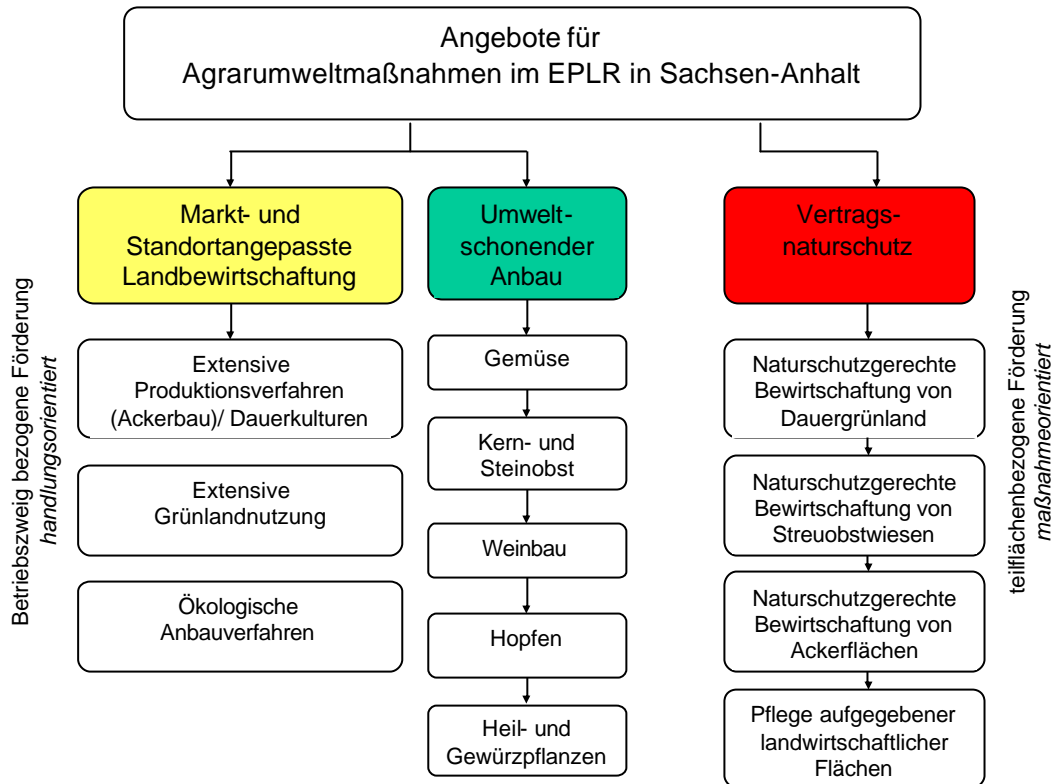 Angebote für
Agrarumweltmaßnahmen im EPLR in Sachsen-Anhalt
Betriebszweig bezogene Förderung
handlungsorientiert
Markt- und
Standortangepasste
Landbewirtschaftung
Extensive
Produktionsverfahren
(Ackerbau)/ Dauerkulturen
Extensive
Grünlandnutzung
Ökologische
Anbauverfahren
Umwelt-
schonender
Anbau
Gemüse
Kern- und
Steinobst
Weinbau
Hopfen
Heil- und
Gewürzpflanzen
Vertrags-
naturschutz
Naturschutzgerechte
Bewirtschaftung von
Dauergrünland
Naturschutzgerechte
Bewirtschaftung von
Streuobstwiesen
Naturschutzgerechte
Bewirtschaftung von
Ackerflächen
Pflege aufgegebener
landwirtschaftlicher
Flächen
teilflächenbezogene Förderung
maßnahmeorientiert